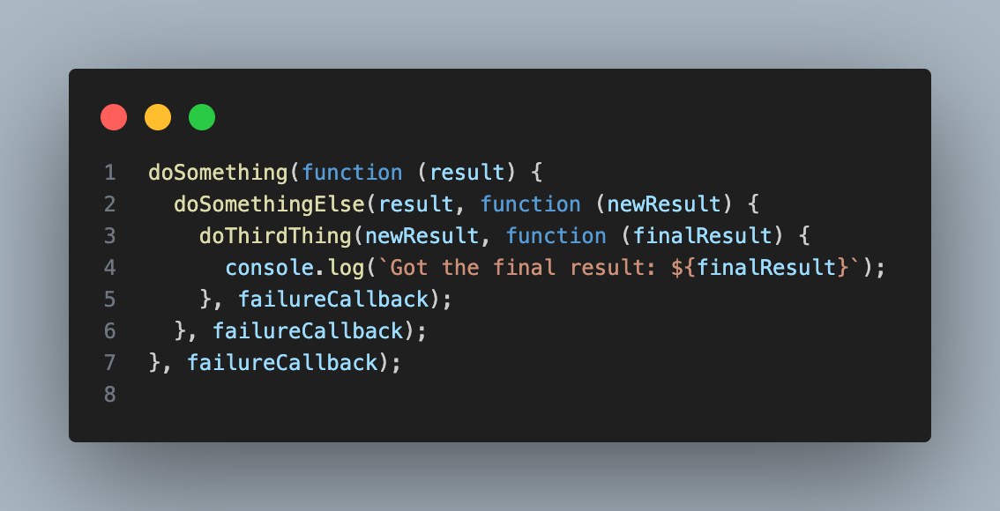 1 doSomething(function (result) {
2   doSomethingElse(result, function (newResult) {
3     doThirdThing(newResult, function (finalResult) {
4       console.log(`Got the final result: ${finalResult}`);
5     }, failureCallback);
6   }, failureCallback);
7 }, failureCallback);
8